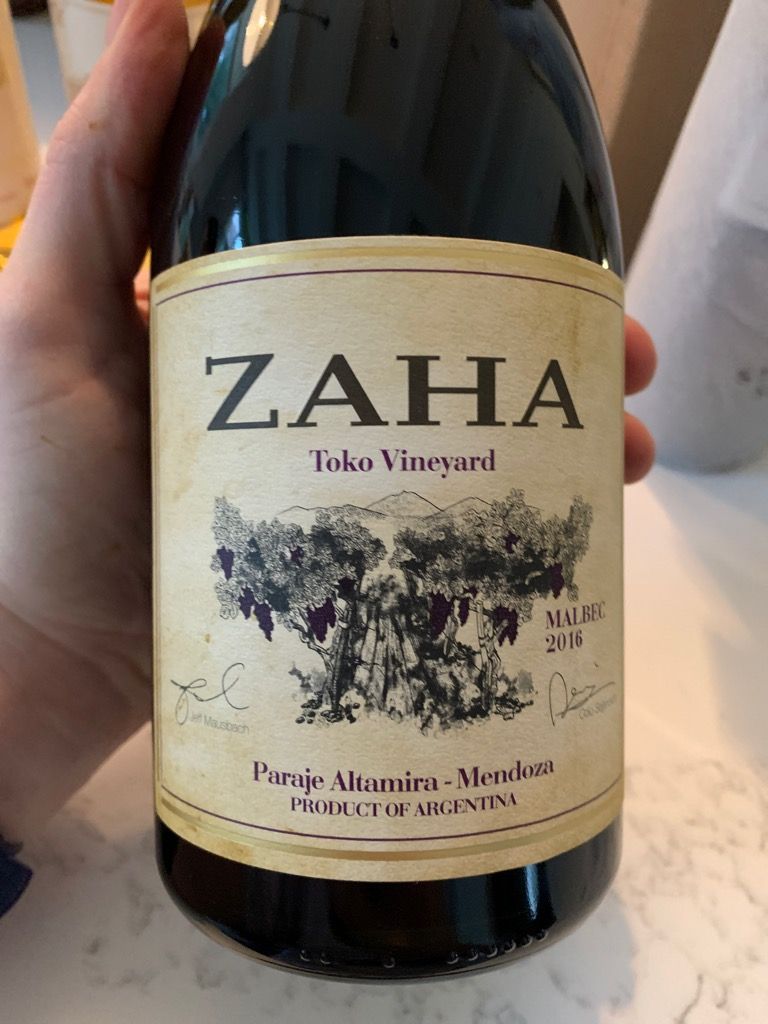 ZAHA
Toko Vineyard
MALBEC
2016
Jeff Mausbach
Paraje Altamira - Mendoza
PRODUCT OF ARGENTINA